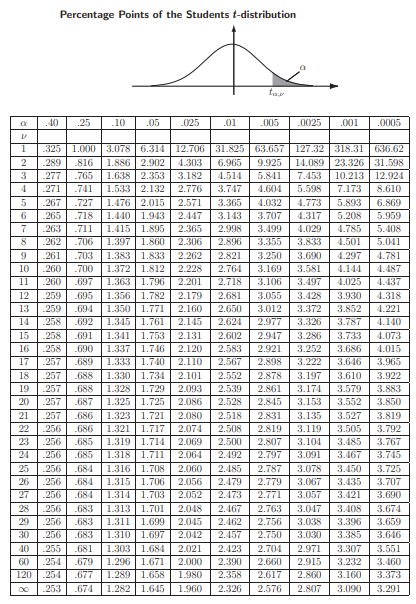 Percentage Points of the Students t-distribution
α
tα,ν
α .40 .25 .10 .05 .025 .01 .005 .0025 .001 .0005
ν
1 .325 1.000 3.078 6.314 12.706 31.825 63.657 127.32 318.31 636.62
2 .289 .816 1.886 2.902 4.303 6.965 9.925 14.089 23.326 31.598
3 .277 .765 1.638 2.353 3.182 4.514 5.841 7.453 10.213 12.924
4 .271 .741 1.533 2.132 2.776 3.747 4.604 5.598 7.173 8.610
5 .267 .727 1.476 2.015 2.571 3.365 4.032 4.773 5.893 6.869
6 .265 .718 1.440 1.943 2.447 3.143 3.707 4.317 5.208 5.959
7 .263 .711 1.415 1.895 2.365 2.998 3.499 4.029 4.785 5.408
8 .262 .706 1.397 1.860 2.306 2.896 3.355 3.833 4.501 5.041
9 .261 .703 1.383 1.833 2.262 2.821 3.250 3.690 4.297 4.781
10 .260 .700 1.372 1.812 2.228 2.764 3.169 3.581 4.144 4.487
11 .260 .697 1.363 1.796 2.201 2.718 3.106 3.497 4.025 4.437
12 .259 .695 1.356 1.782 2.179 2.681 3.055 3.428 3.930 4.318
13 .259 .694 1.350 1.771 2.160 2.650 3.012 3.372 3.852 4.221
14 .258 .692 1.345 1.761 2.145 2.624 2.977 3.326 3.787 4.140
15 .258 .691 1.341 1.753 2.131 2.602 2.947 3.286 3.733 4.073
16 .258 .690 1.337 1.746 2.120 2.583 2.921 3.252 3.686 4.015
17 .257 .689 1.333 1.740 2.110 2.567 2.898 3.222 3.646 3.965
18 .257 .688 1.330 1.734 2.101 2.552 2.878 3.197 3.610 3.922
19 .257 .688 1.328 1.729 2.093 2.539 2.861 3.174 3.579 3.883
20 .257 .687 1.325 1.725 2.086 2.528 2.845 3.153 3.552 3.850
21 .257 .686 1.323 1.721 2.080 2.518 2.831 3.135 3.527 3.819
22 .256 .686 1.321 1.717 2.074 2.508 2.819 3.119 3.505 3.792
23 .256 .685 1.319 1.714 2.069 2.500 2.807 3.104 3.485 3.767
24 .256 .685 1.318 1.711 2.064 2.492 2.797 3.091 3.467 3.745
25 .256 .684 1.316 1.708 2.060 2.485 2.787 3.078 3.450 3.725
26 .256 .684 1.315 1.706 2.056 2.479 2.779 3.067 3.435 3.707
27 .256 .684 1.314 1.703 2.052 2.473 2.771 3.057 3.421 3.690
28 .256 .683 1.313 1.701 2.048 2.467 2.763 3.047 3.408 3.674
29 .256 .683 1.311 1.699 2.045 2.462 2.756 3.038 3.396 3.659
30 .256 .683 1.310 1.697 2.042 2.457 2.750 3.030 3.385 3.646
40 .255 .681 1.303 1.684 2.021 2.423 2.704 2.971 3.307 3.551
60 .254 .679 1.296 1.671 2.000 2.390 2.660 2.915 3.232 3.460
120 .254 .677 1.289 1.658 1.980 2.358 2.617 2.860 3.160 3.373
∞ .253 .674 1.282 1.645 1.960 2.326 2.576 2.807 3.090 3.291